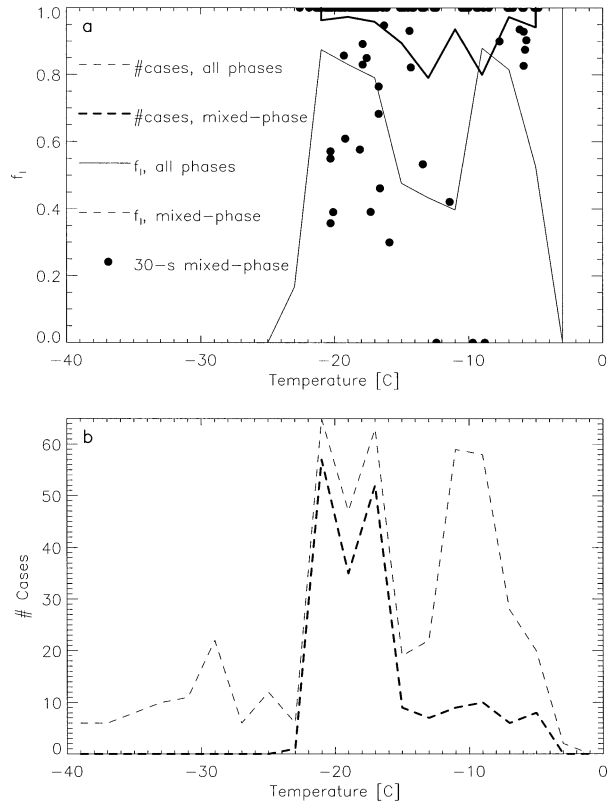 a
1.0
0.8
0.6
0.4
0.2
0.0
f_l
#cases, all phases
#cases, mixed-phase
f_l, all phases
f_l, mixed-phase
30-s mixed-phase
-40 -30 -20 -10 0
Temperature [C]
b
60
50
40
30
20
10
0
# Cases
-40 -30 -20 -10 0
Temperature [C]